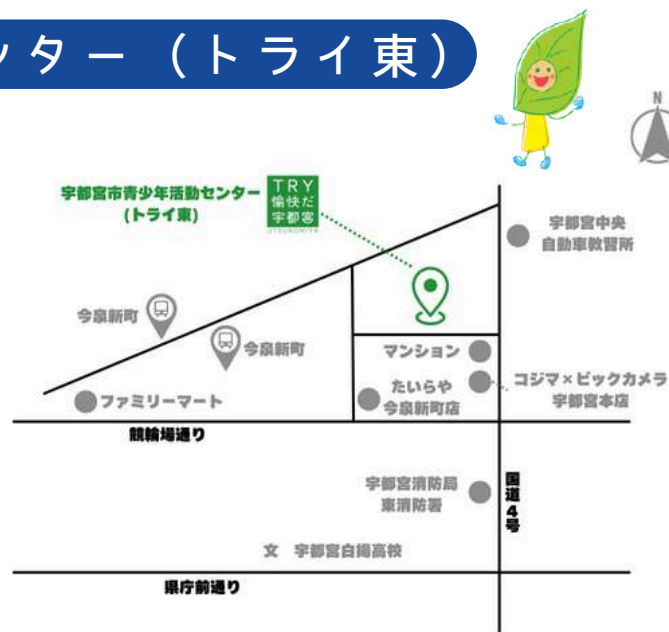 ンター(トライ東)
N
宇都宮市青少年活動センター
(トライ東)
TRY
愉快だ
宇都宮
UTSUNOMIYA
宇都宮中央
自動車教習所
今泉新町
今泉新町
マンション
コジマ×ビックカメラ
宇都宮本店
ファミリーマート
たいらや
今泉新町店
競輪場通り
宇都宮消防局
東消防署
国道4号
文 宇都宮白楊高校
県庁前通り